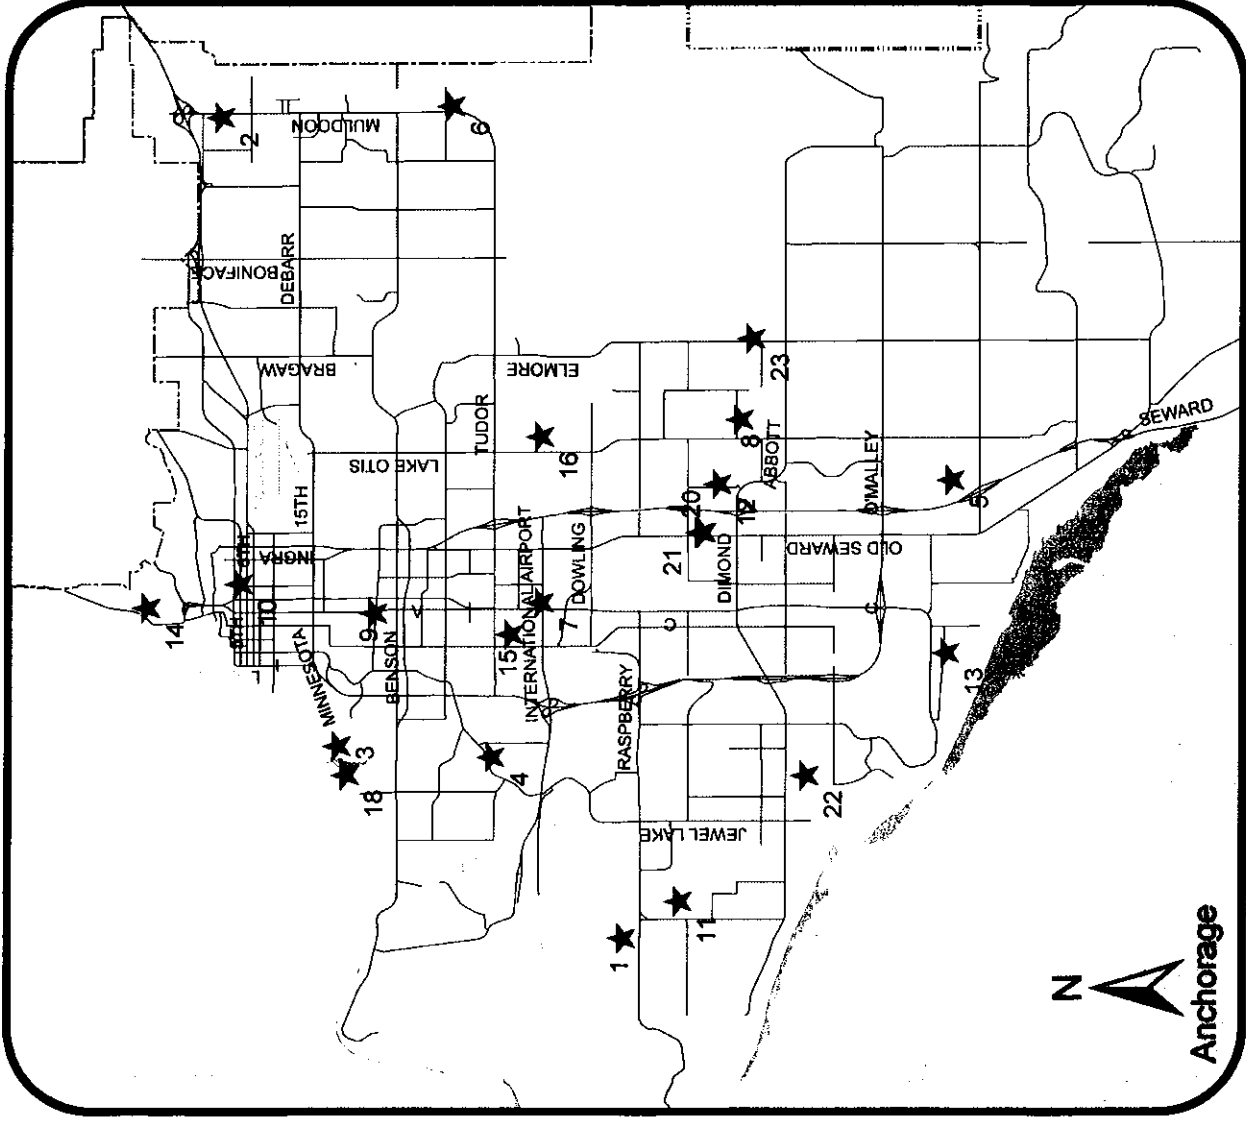 2
MULDOON
6
BONIFACE
DEBARR
BRAGAW
ELMORE
TUDOR
23
SEWARD
LAKE OTIS
16
8
ABBOTT
O'MALLEY
15TH
20
12
5
6TH
INGRA
INTERNATIONAL AIRPORT
DOWLING
21
DIMOND
OLD SEWARD
14
10
9
V
7
C
C
MINNESOTA
BENSON
15
RASPBERRY
13
3
18
4
22
JEWEL LAKE
11
1
N
Anchorage